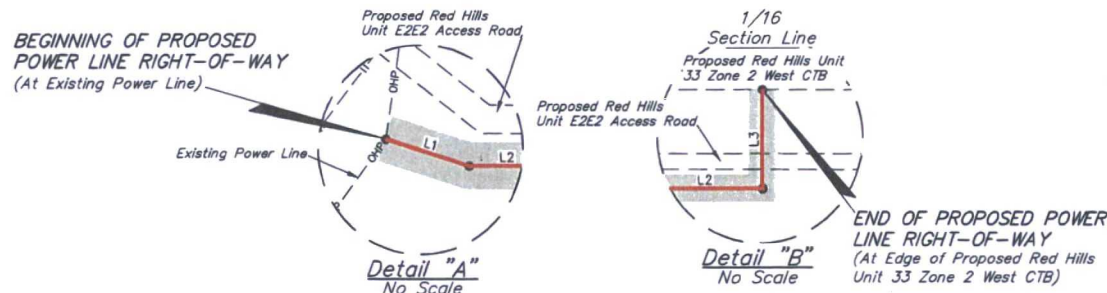 BEGINNING OF PROPOSED
POWER LINE RIGHT-OF-WAY
(At Existing Power Line)
Existing Power Line
Proposed Red Hills
Unit E2E2 Access Road
OHP
OHP
L1
L2
Detail "A"
No Scale
1/16
Section Line
Proposed Red Hills Unit
33 Zone 2 West CTB
Proposed Red Hills
Unit E2E2 Access Road
L3
L2
Detail "B"
No Scale
END OF PROPOSED POWER
LINE RIGHT-OF-WAY
(At Edge of Proposed Red Hills
Unit 33 Zone 2 West CTB)